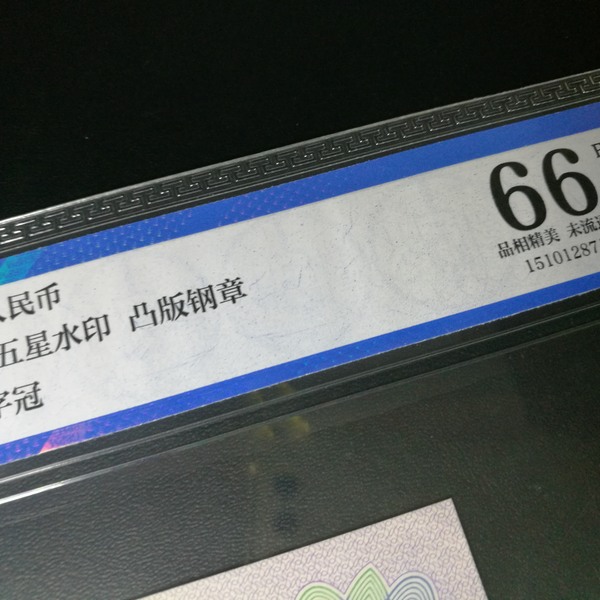 人民币
五星水印 凸版钢章
字冠
66
品相精美 未流通
15101287